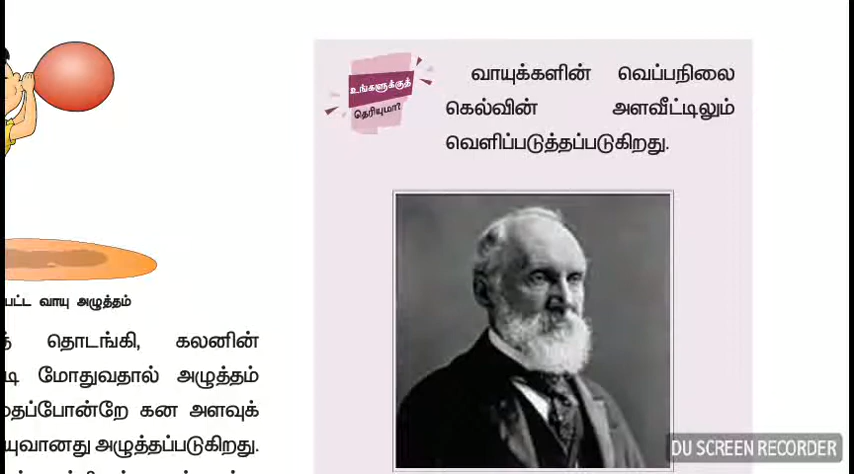 உங்களுக்குத்
தெரியுமா?
வாயுக்களின் வெப்பநிலை
கெல்வின் அளவீட்டிலும்
வெளிப்படுத்தப்படுகிறது.
வாயு அழுத்தம்
தொடங்கி, கலனின்
மோதுவதால் அழுத்தம்
கன அளவுக்
அழுத்தப்படுகிறது.
DU SCREEN RECORDER